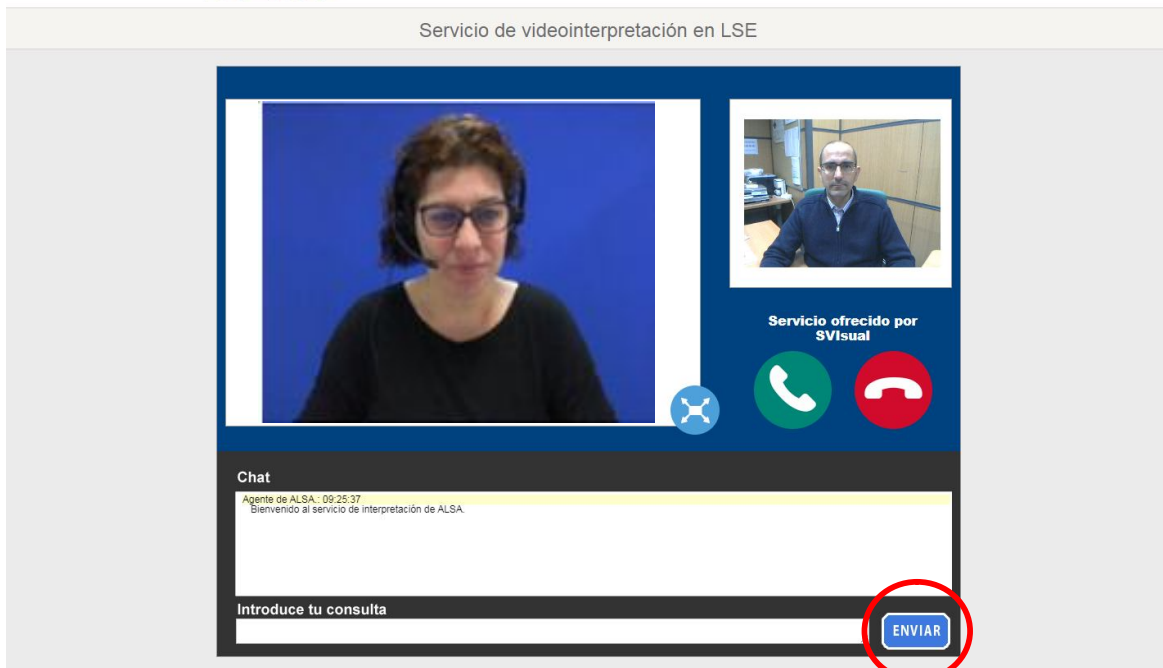 Servicio de videointerpretación en LSE
Servicio ofrecido por
SVIsual
Chat
Agente de ALSA.: 09:25:37
Bienvenido al servicio de interpretación de ALSA.
Introduce tu consulta
ENVIAR